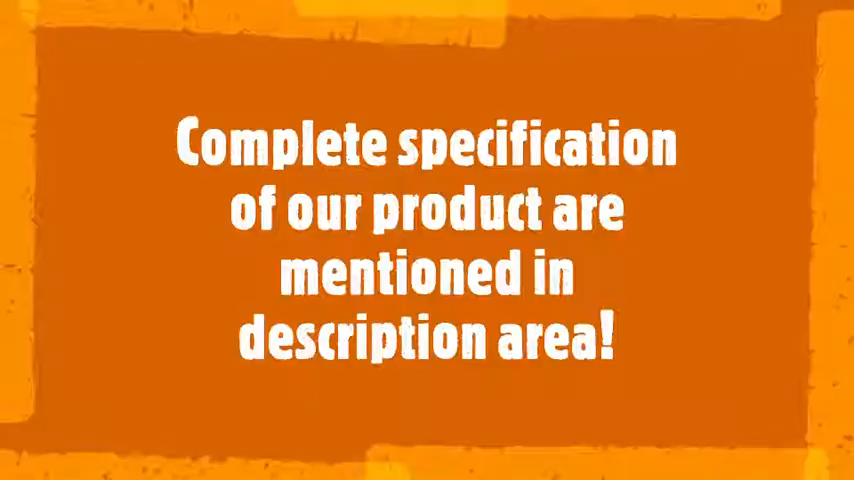 Complete specification
of our product are
mentioned in
description area!